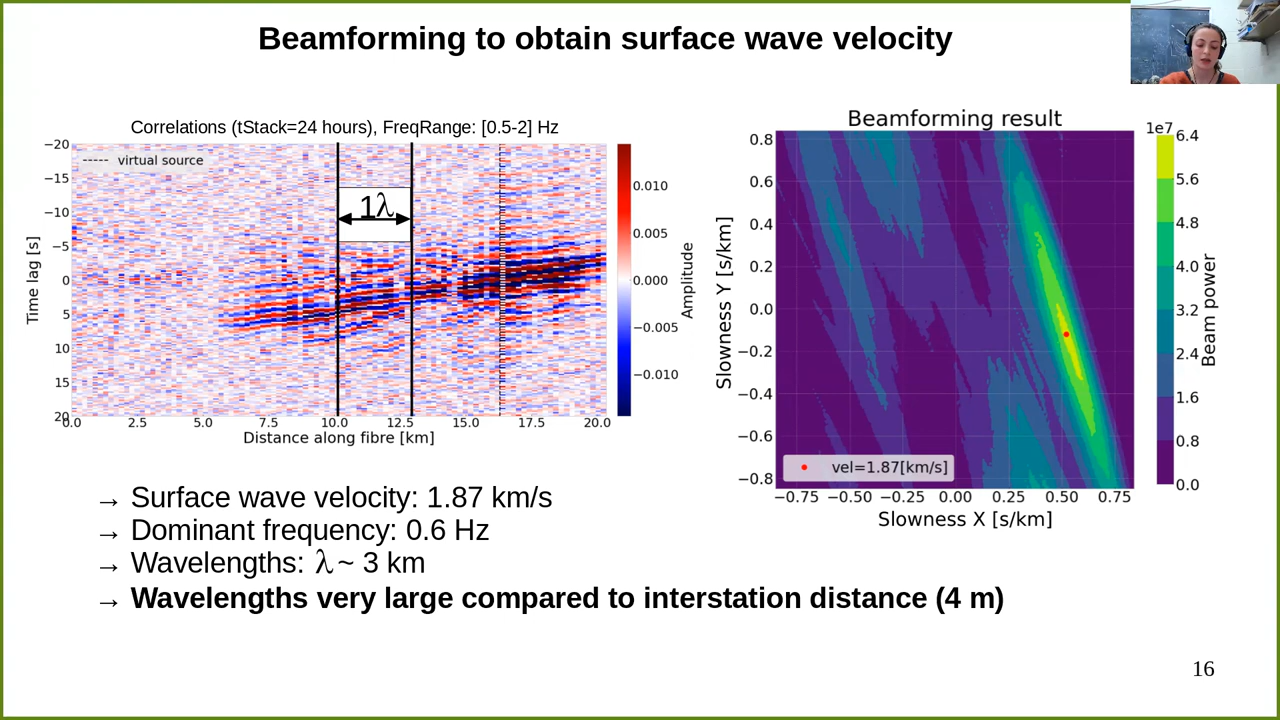 Beamforming to obtain surface wave velocity
Correlations (tStack=24 hours), FreqRange: [0.5-2] Hz
virtual source
1λ
−20
−15
−10
−5
0
5
10
15
20
0.0 2.5 5.0 7.5 10.0 12.5 15.0 17.5 20.0
Time lag [s]
Distance along fibre [km]
0.010
0.005
0.000
−0.005
−0.010
Amplitude
Beamforming result
0.8
0.6
0.4
0.2
0.0
−0.2
−0.4
−0.6
−0.8
Slowness Y [s/km]
vel=1.87[km/s]
−0.75 −0.50 −0.25 0.00 0.25 0.50 0.75
Slowness X [s/km]
1e7
6.4
5.6
4.8
4.0
3.2
2.4
1.6
0.8
0.0
Beam power
→ Surface wave velocity: 1.87 km/s
→ Dominant frequency: 0.6 Hz
→ Wavelengths: λ ~ 3 km
→ Wavelengths very large compared to interstation distance (4 m)
16